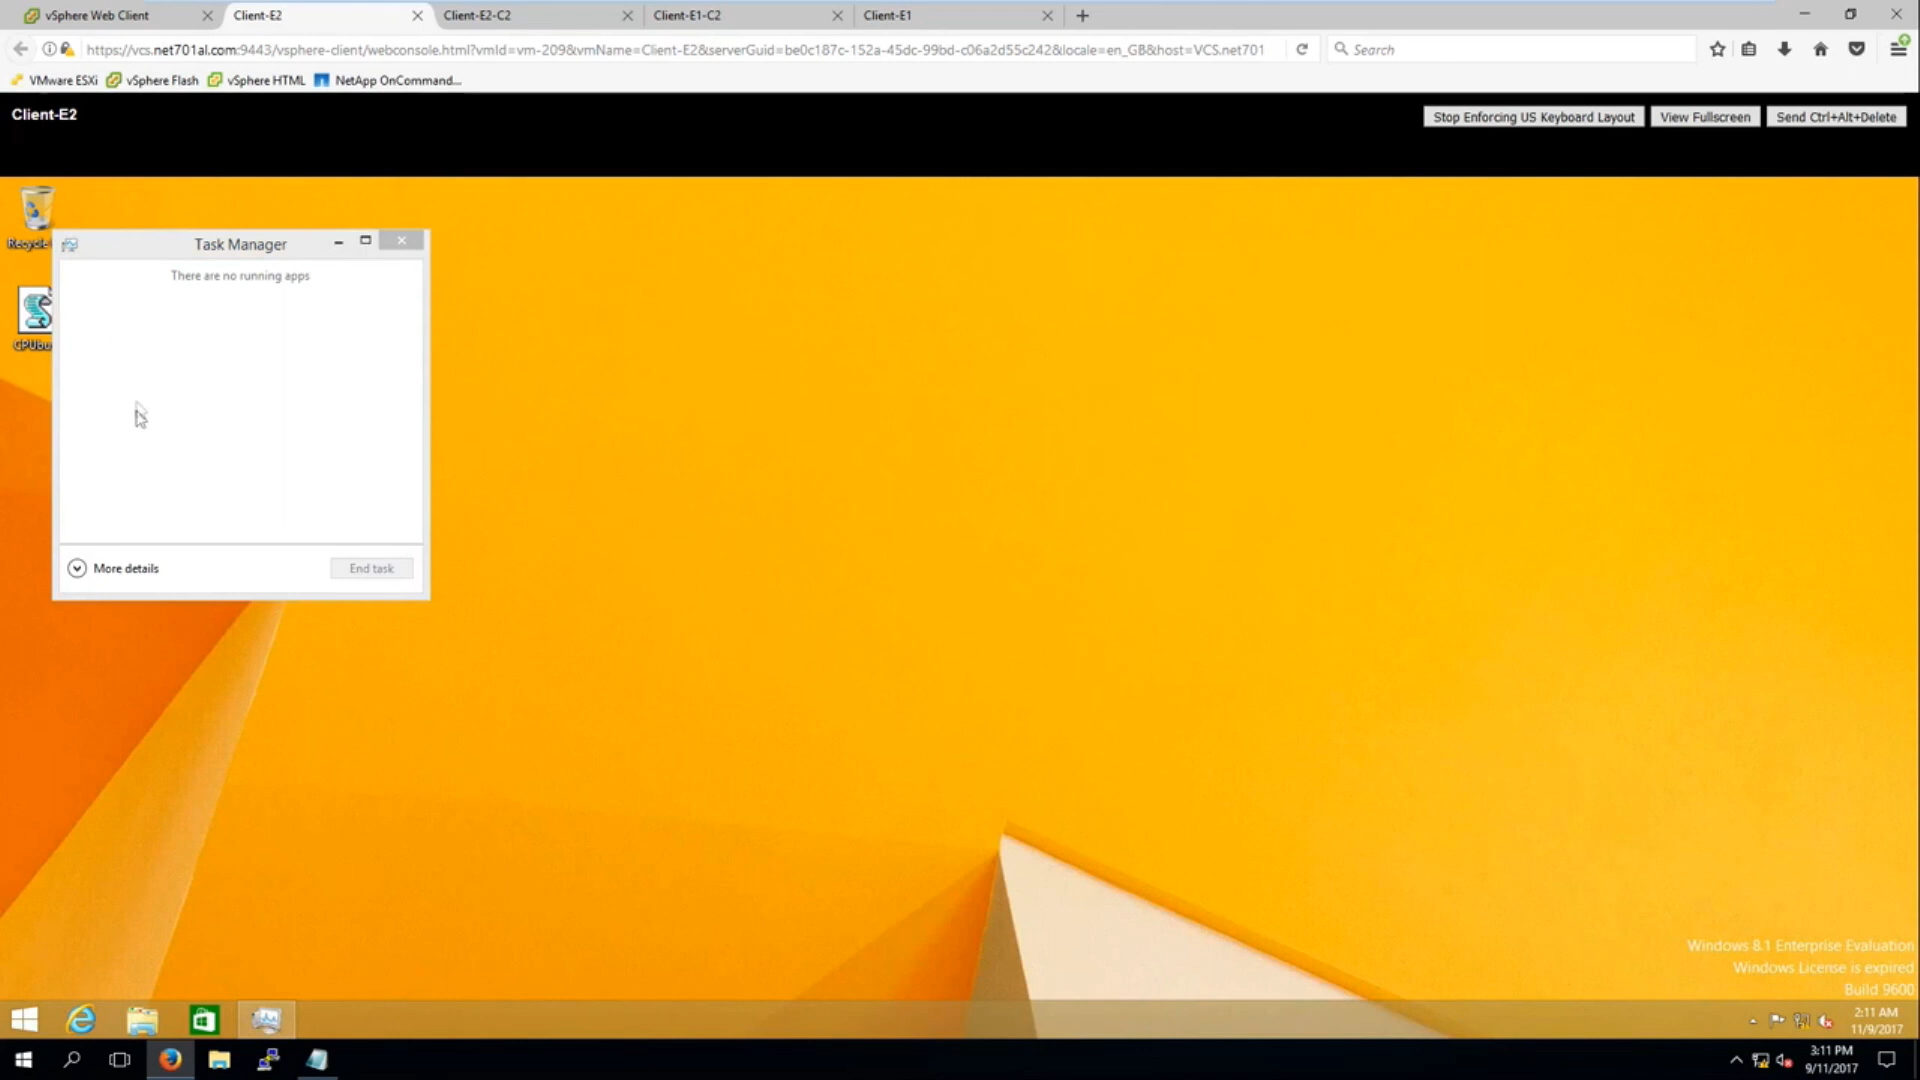 vSphere Web Client
Client-E2
Client-E2-C2
Client-E1-C2
Client-E1
https://vcs.net701al.com:9443/vsphere-client/webconsole.html?vmId=vm-209&vmName=Client-E2&serverGuid=be0c187c-152a-45dc-99bd-c06a2d55c242&locale=en_GB&host=VCS.net701
Search
VMware ESXi
vSphere Flash
vSphere HTML
NetApp OnCommand...
Client-E2
Stop Enforcing US Keyboard Layout
View Fullscreen
Send Ctrl+Alt+Delete
Recycle
Task Manager
There are no running apps
CPUbu
More details
End task
Windows 8.1 Enterprise Evaluation
Windows License is expired
Build 9600
2:11 AM
11/9/2017
3:11 PM
9/11/2017